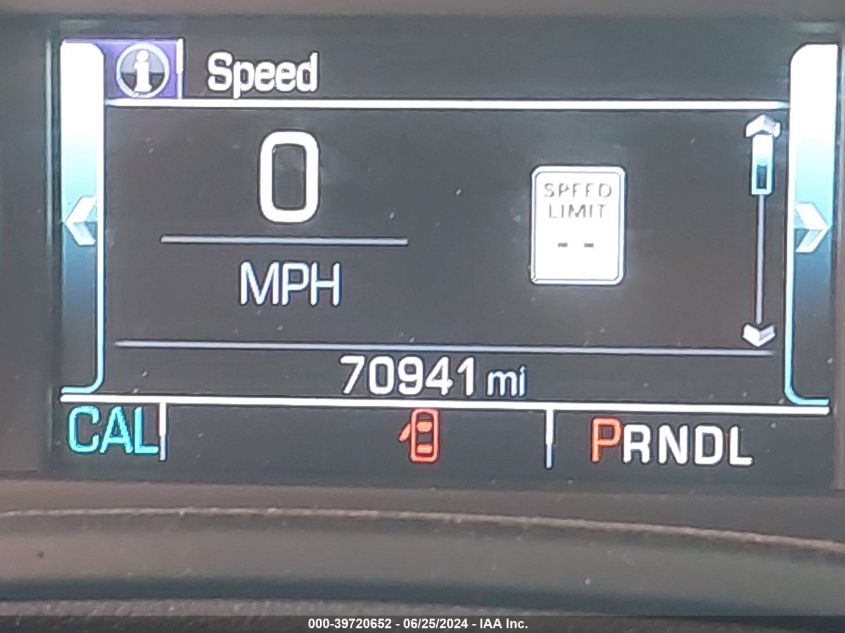 i Speed
0
MPH
SPEED
LIMIT
--
70941 mi
CAL
PRNDL
000-39720652 - 06/25/2024 - IAA Inc.